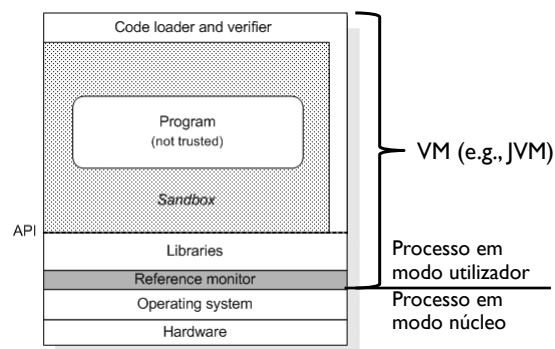 Code loader and verifier
Program
(not trusted)
Sandbox
API
Libraries
Reference monitor
Operating system
Hardware
VM (e.g., JVM)
Processo em
modo utilizador
Processo em
modo núcleo